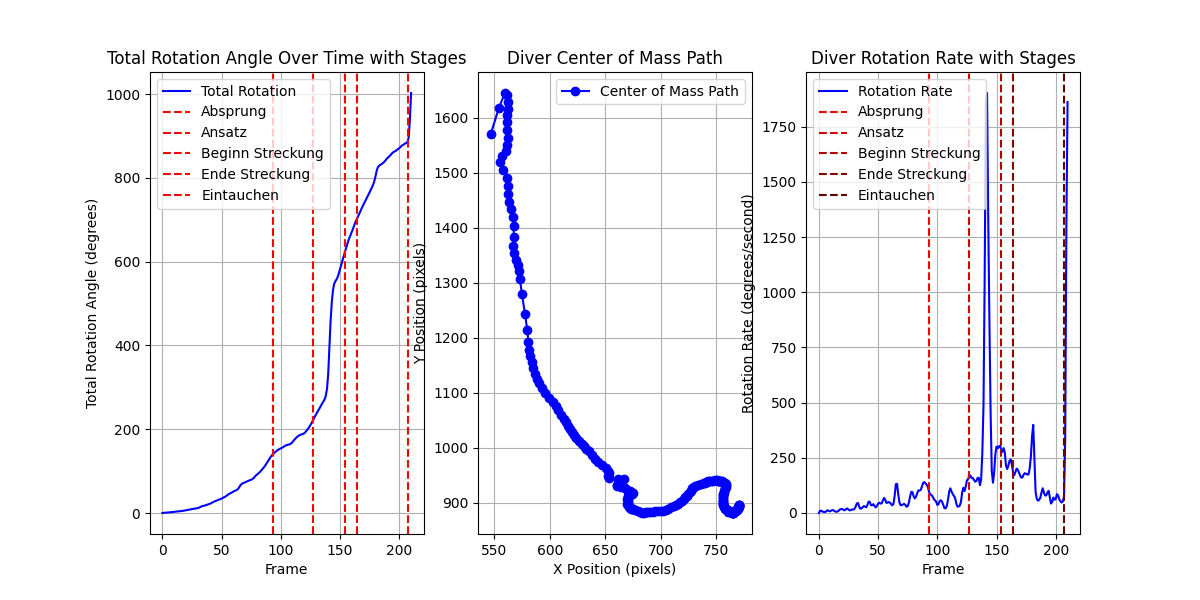 Total Rotation Angle Over Time with Stages
Total Rotation
Absprung
Ansatz
Beginn Streckung
Ende Streckung
Eintauchen
1000
800
600
400
200
0
Total Rotation Angle (degrees)
0 50 100 150 200
Frame
Diver Center of Mass Path
Center of Mass Path
1600
1500
1400
1300
1200
1100
1000
900
Y Position (pixels)
550 600 650 700 750
X Position (pixels)
Diver Rotation Rate with Stages
Rotation Rate
Absprung
Ansatz
Beginn Streckung
Ende Streckung
Eintauchen
1750
1500
1250
1000
750
500
250
0
Rotation Rate (degrees/second)
0 50 100 150 200
Frame